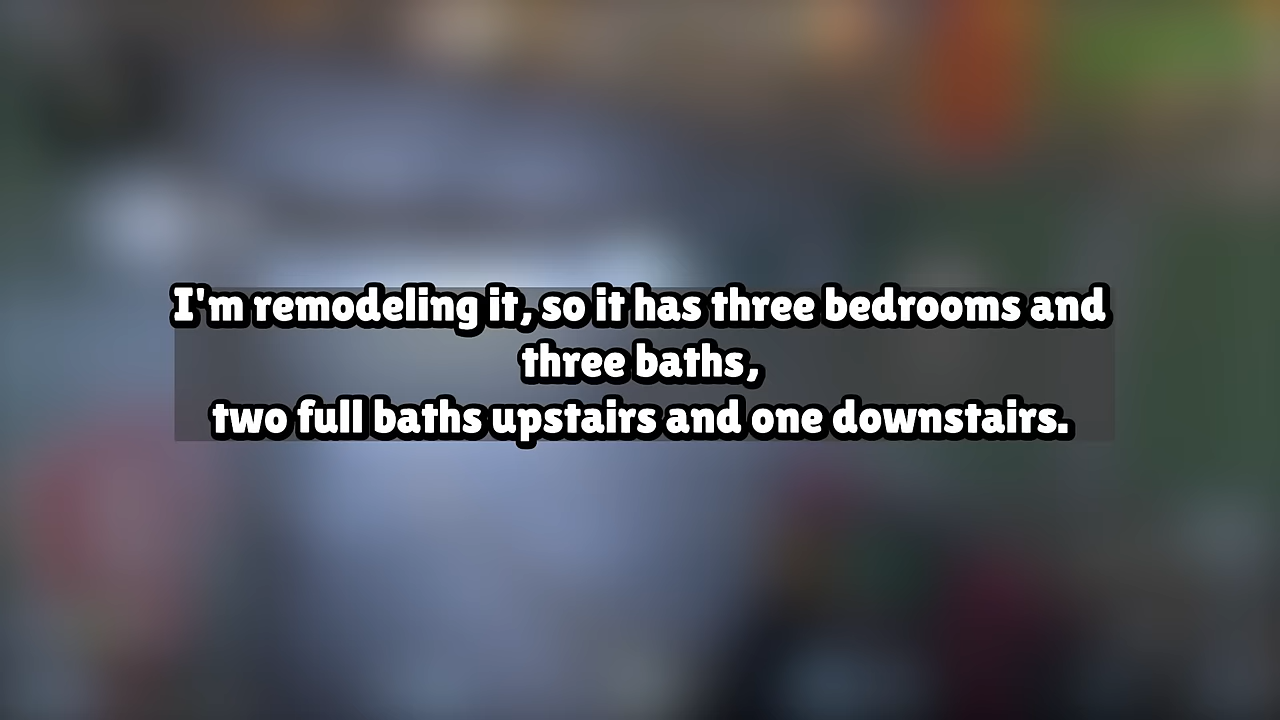 I'm remodeling it, so it has three bedrooms and
three baths,
two full baths upstairs and one downstairs.